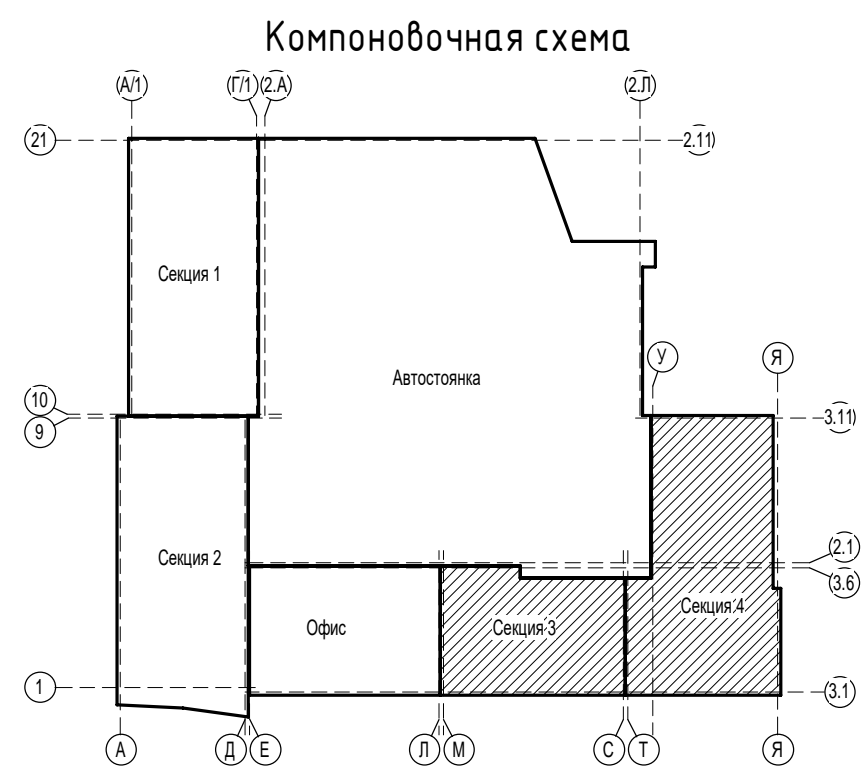 Компоновочная схема
А/1 Г/1 2.А 2.Л
21 2.11
Секция 1
У Я
Автостоянка
10
9 3.11
2.1
Секция 2
3.6
Секция 4
Офис Секция 3
1 3.1
А Д Е Л М С Т Я